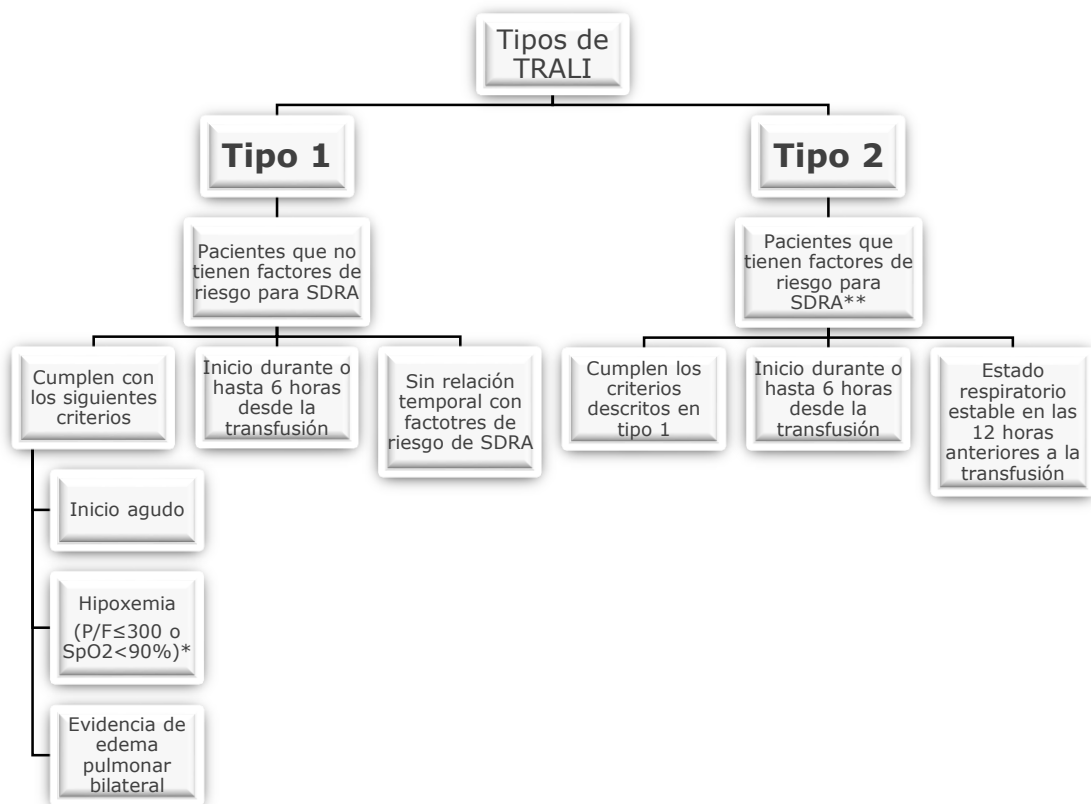 Tipos de
TRALI
Tipo 1
Tipo 2
Pacientes que no
tienen factores de
riesgo para SDRA
Pacientes que
tienen factores de
riesgo para
SDRA**
Cumplen con
los siguientes
criterios
Inicio durante o
hasta 6 horas
desde la
transfusión
Sin relación
temporal con
factotres de
riesgo de SDRA
Cumplen los
criterios
descritos en
tipo 1
Inicio durante o
hasta 6 horas
desde la
transfusión
Estado
respiratorio
estable en las
12 horas
anteriores a la
transfusión
Inicio agudo
Hipoxemia
(P/F≤300 o
SpO2<90%)*
Evidencia de
edema
pulmonar
bilateral